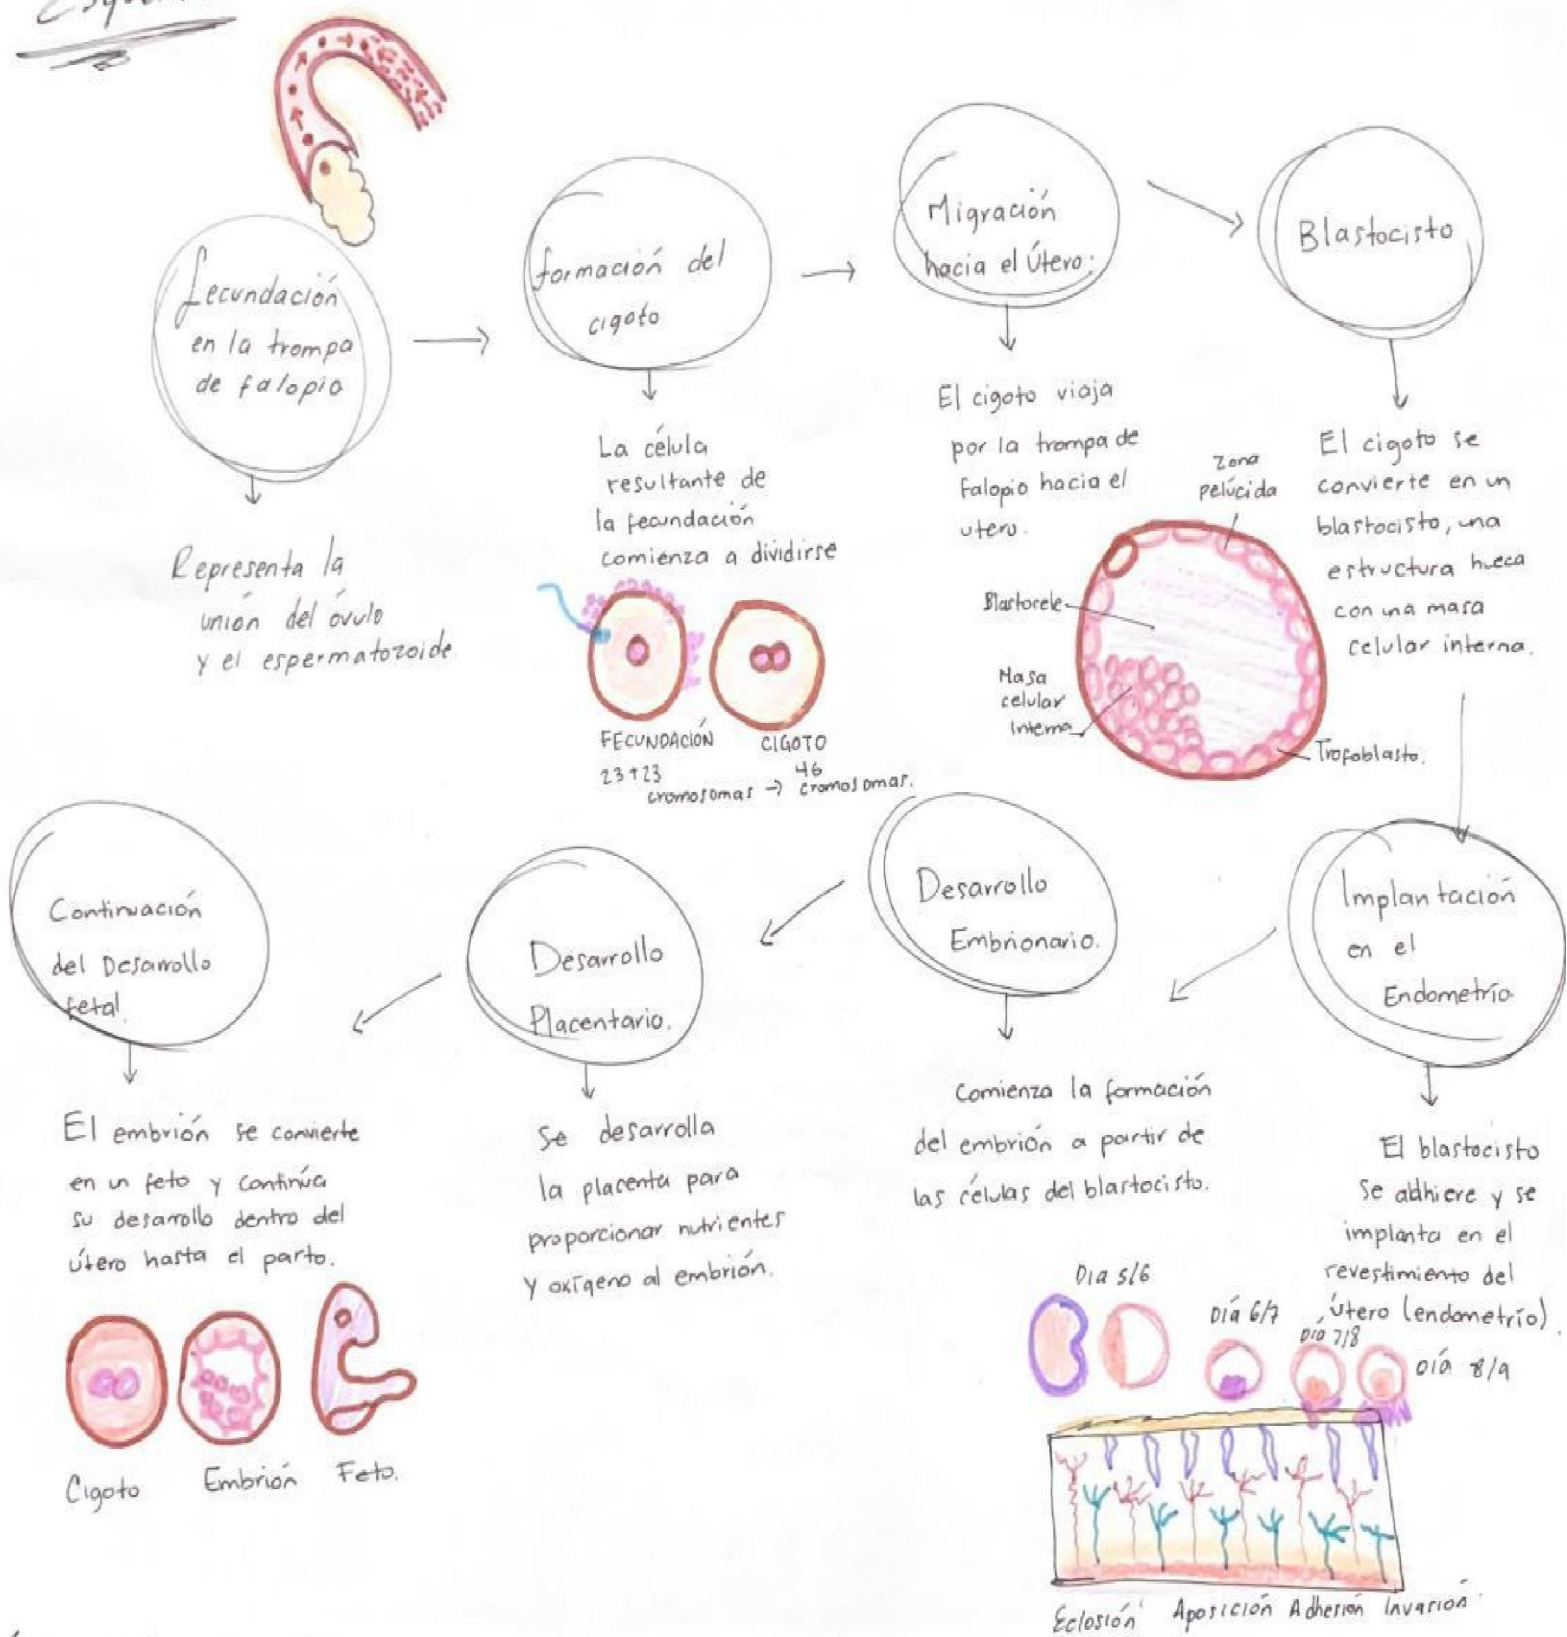 fecundación
en la trompa
de falopio
Representa la
unión del óvulo
y el espermatozoide.
formación del
cigoto
La célula
resultante de
la fecundación
comienza a dividirse
FECUNDACIÓN
23+23
cromosomas →
CIGOTO
46
cromosomas.
Migración
hacia el Útero:
El cigoto viaja
por la trompa de
falopio hacia el
utero.
Blastocisto
El cigoto se
convierte en un
blastocisto, una
estructura hueca
con una masa
celular interna.
Zona
pelúcida
Blastocele
Masa
celular
Interna
Trofoblasto.
Implantación
en el
Endometrio
El blastocisto
se adhiere y se
implanta en el
revestimiento del
útero (endometrío).
Día 5/6
Día 6/7
Día 7/8
Día 8/9
Eclosión Aposición Adhesión Invasión
Desarrollo
Embrionario.
Comienza la formación
del embrión a partir de
las células del blastocisto.
Desarrollo
Placentario.
Se desarrolla
la placenta para
proporcionar nutrientes
y oxígeno al embrión.
Continuación
del Desarrollo
fetal.
El embrión se convierte
en un feto y continúa
su desarrollo dentro del
útero hasta el parto.
Cigoto Embrión Feto.